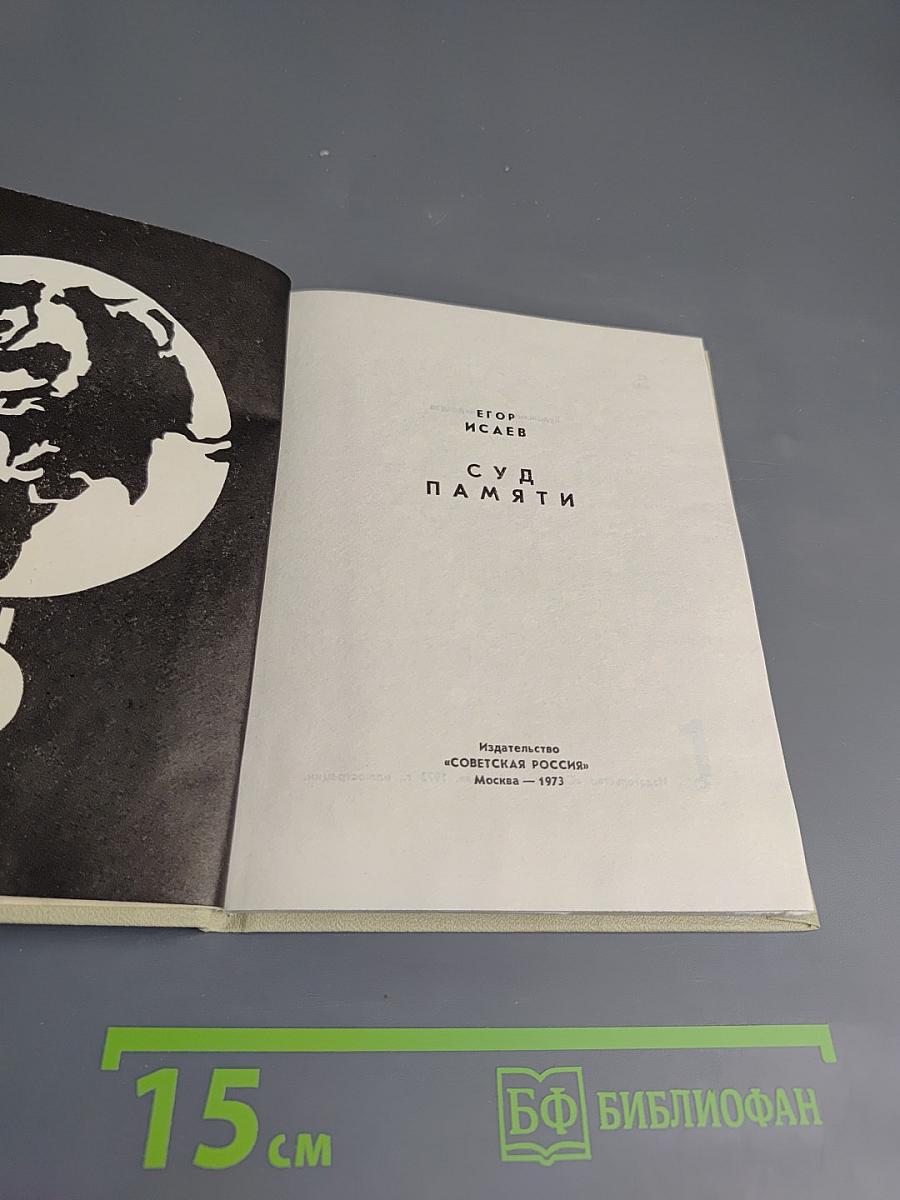 ЕГОР
ИСАЕВ
СУД
ПАМЯТИ
Издательство
«СОВЕТСКАЯ РОССИЯ»
Москва — 1973
15 см
БФ БИБЛИОФАН